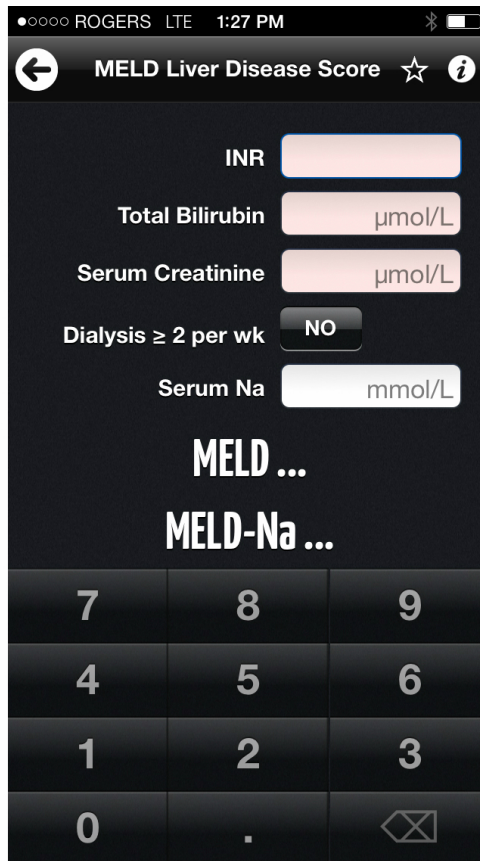 ROGERS LTE 1:27 PM
MELD Liver Disease Score
INR
Total Bilirubin µmol/L
Serum Creatinine µmol/L
Dialysis ≥ 2 per wk NO
Serum Na mmol/L
MELD ...
MELD-Na ...
7 8 9
4 5 6
1 2 3
0 .